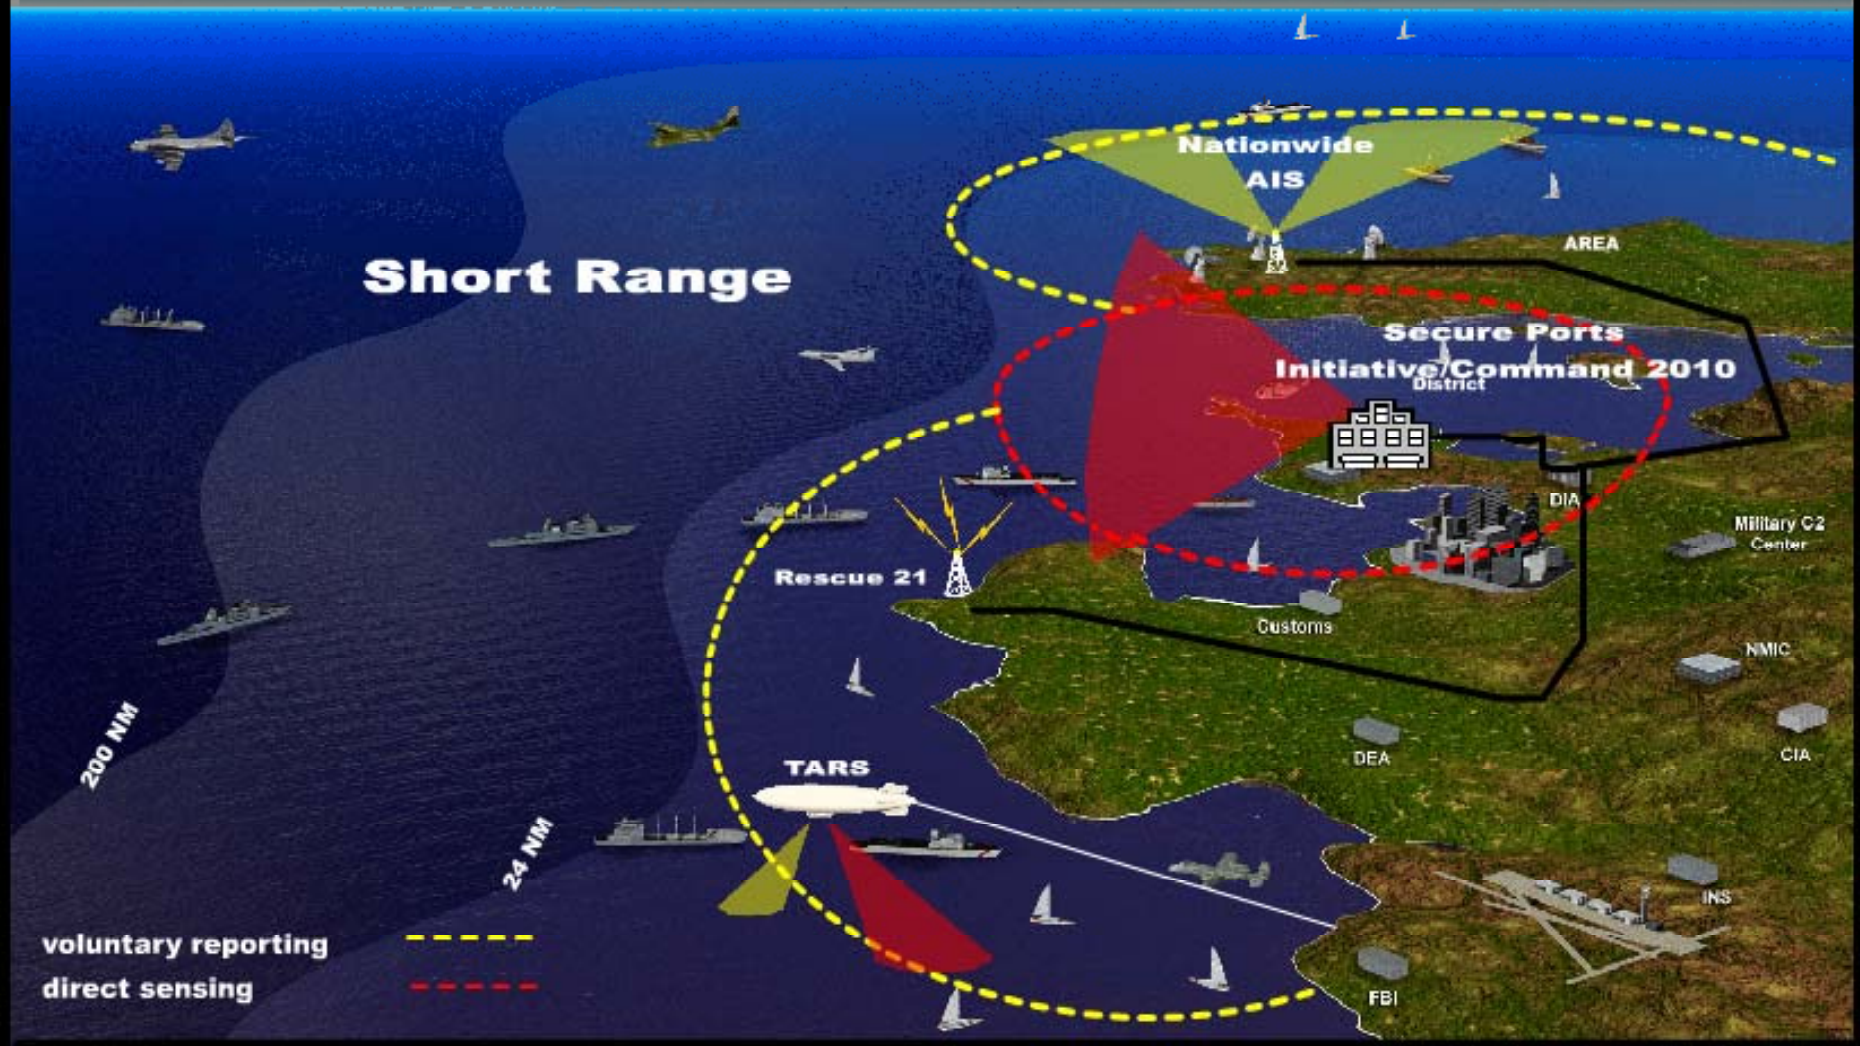 Nationwide
AIS
AREA
Short Range
Secure Ports
Initiative/Command 2010
District
DIA
Military C2
Center
Rescue 21
Customs
NMIC
200 NM
DEA
CIA
TARS
24 NM
INS
voluntary reporting
direct sensing
FBI